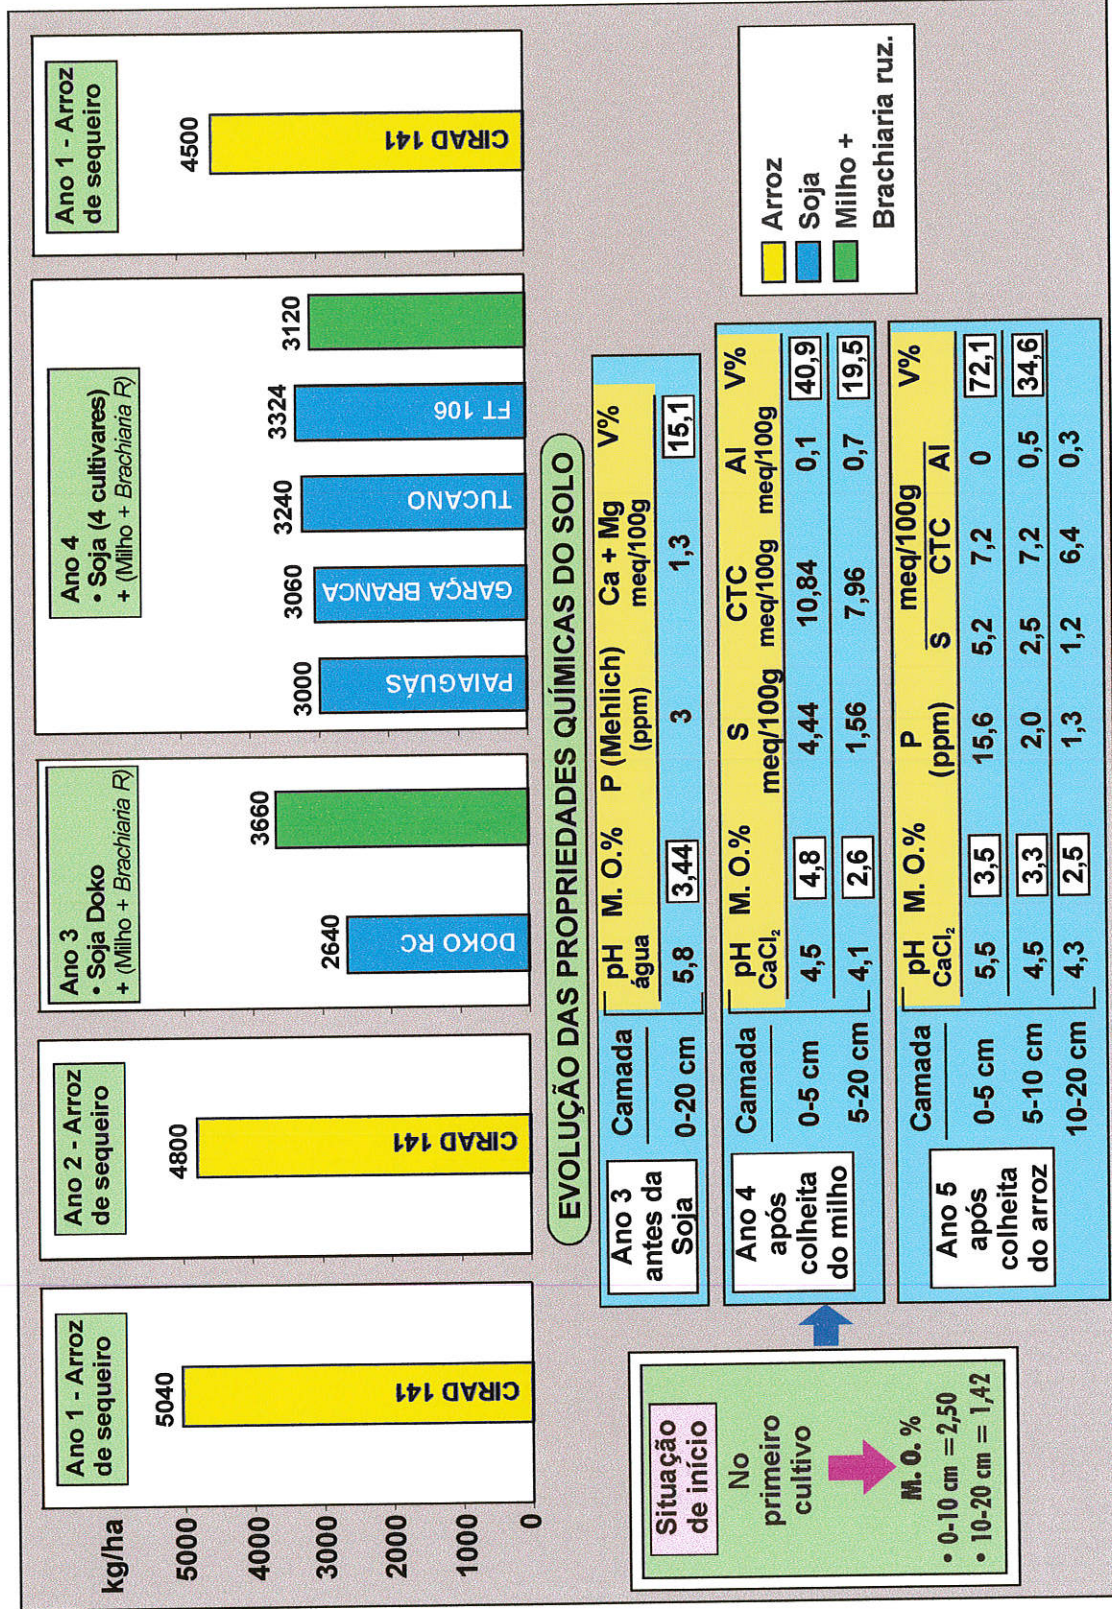 Ano 1 - Arroz
de sequeiro
kg/ha
5000
4000
3000
2000
1000
0
5040
CIRAD 141
Ano 2 - Arroz
de sequeiro
4800
CIRAD 141
Ano 3
• Soja Doko
+ (Milho + Brachiaria R)
2640
DOKO RC
3660
Ano 4
• Soja (4 cultivares)
+ (Milho + Brachiaria R)
3000
PAIAGUÁS
3060
GARÇA BRANCA
3240
TUCANO
3324
FT 106
3120
Ano 1 - Arroz
de sequeiro
4500
CIRAD 141
EVOLUÇÃO DAS PROPRIEDADES QUÍMICAS DO SOLO
Situação
de início
No
primeiro
cultivo
M. O. %
• 0-10 cm = 2,50
• 10-20 cm = 1,42
Ano 3
antes da
Soja
Camada pH água M. O.% P (Mehlich) (ppm) Ca + Mg meq/100g V%
0-20 cm 5,8 3,44 3 1,3 15,1
Ano 4
após
colheita
do milho
Camada pH CaCl₂ M. O.% S meq/100g CTC meq/100g Al meq/100g V%
0-5 cm 4,5 4,8 4,44 10,84 0,1 40,9
5-20 cm 4,1 2,6 1,56 7,96 0,7 19,5
Ano 5
após
colheita
do arroz
Camada pH CaCl₂ M. O.% P (ppm) meq/100g S CTC Al V%
0-5 cm 5,5 3,5 15,6 5,2 7,2 0 72,1
5-10 cm 4,5 3,3 2,0 2,5 7,2 0,5 34,6
10-20 cm 4,3 2,5 1,3 1,2 6,4 0,3
Arroz
Soja
Milho +
Brachiaria ruz.